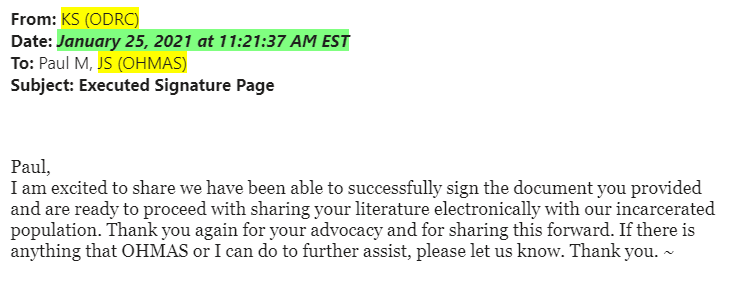 From: KS (ODRC)
Date: January 25, 2021 at 11:21:37 AM EST
To: Paul M, JS (OHMAS)
Subject: Executed Signature Page
Paul,
I am excited to share we have been able to successfully sign the document you provided
and are ready to proceed with sharing your literature electronically with our incarcerated
population. Thank you again for your advocacy and for sharing this forward. If there is
anything that OHMAS or I can do to further assist, please let us know. Thank you. ~